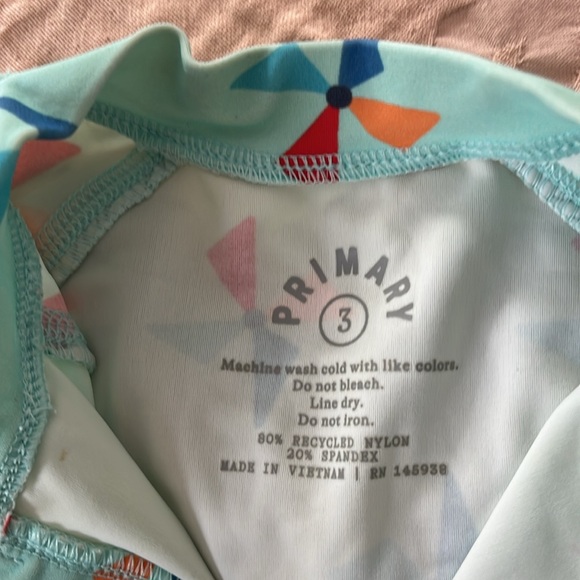 PRIMARY
3
Machine wash cold with like colors.
Do not bleach.
Line dry.
Do not iron.
80% RECYCLED NYLON
20% SPANDEX
MADE IN VIETNAM | RN 145938